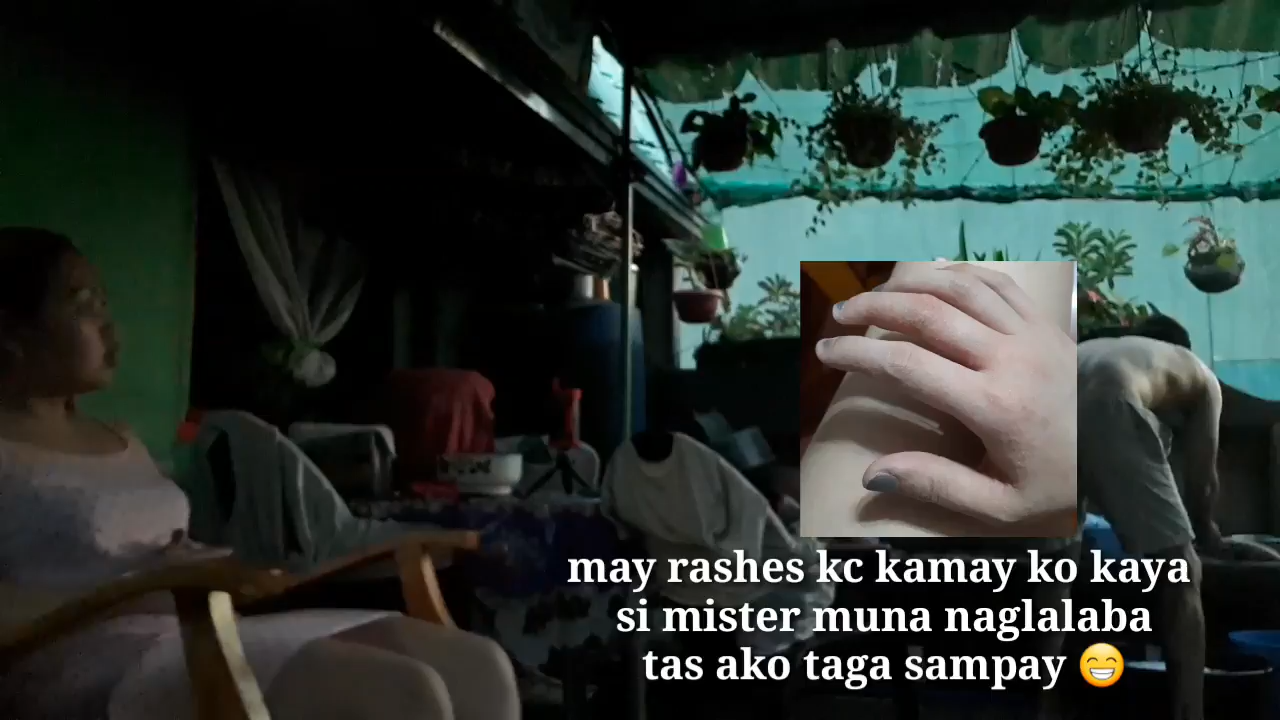 may rashes kc kamay ko kaya
si mister muna naglalaba
tas ako taga sampay 😁